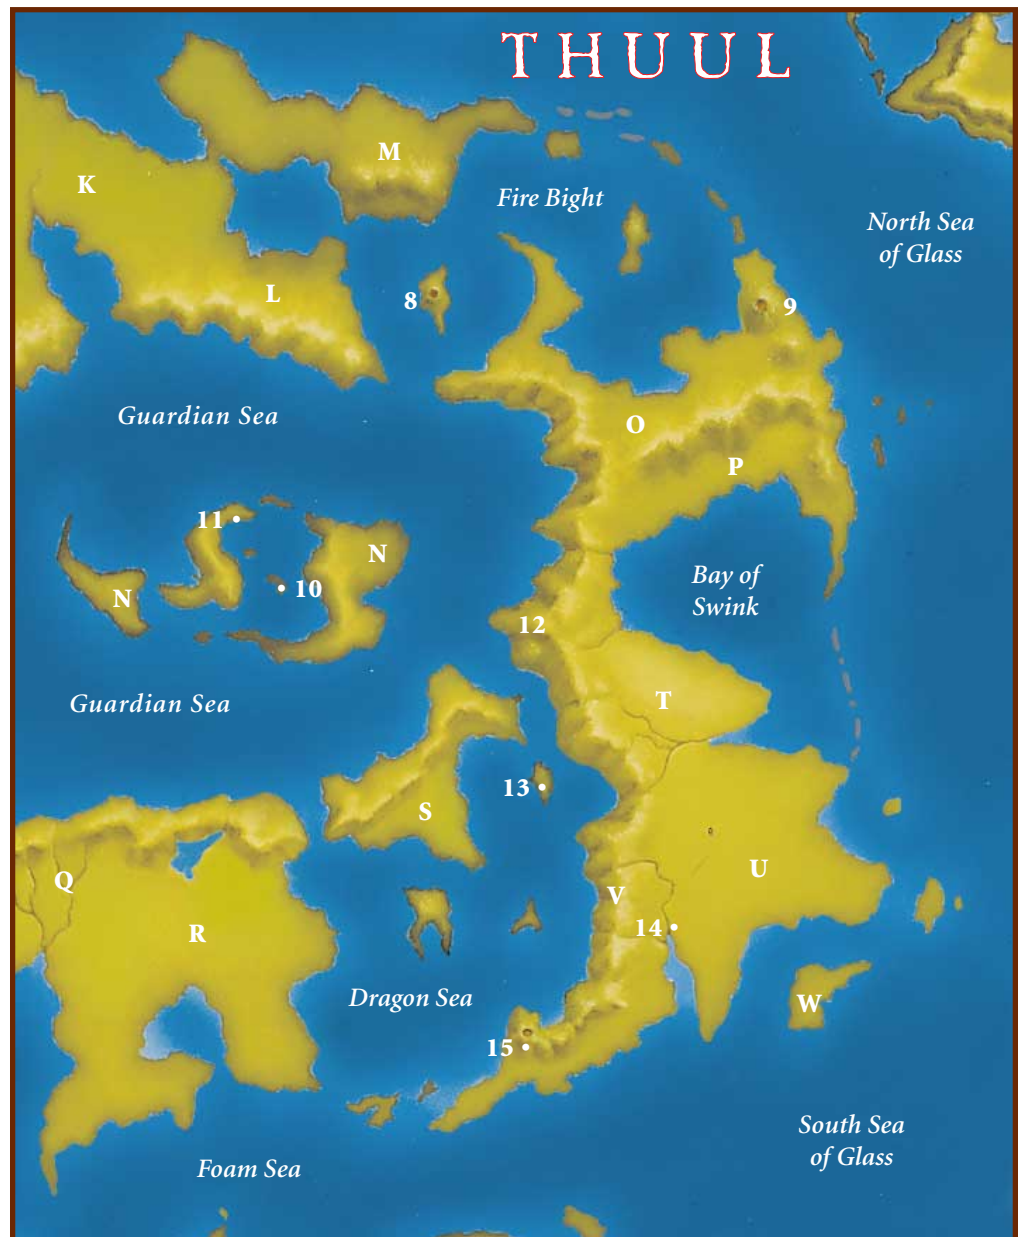 THUUL
M
K
Fire Bight
North Sea
of Glass
L
8
9
Guardian Sea
O
P
11
N
10
N
Bay of
Swink
12
Guardian Sea
T
13
S
Q
V
U
R
14
Dragon Sea
W
15
South Sea
of Glass
Foam Sea